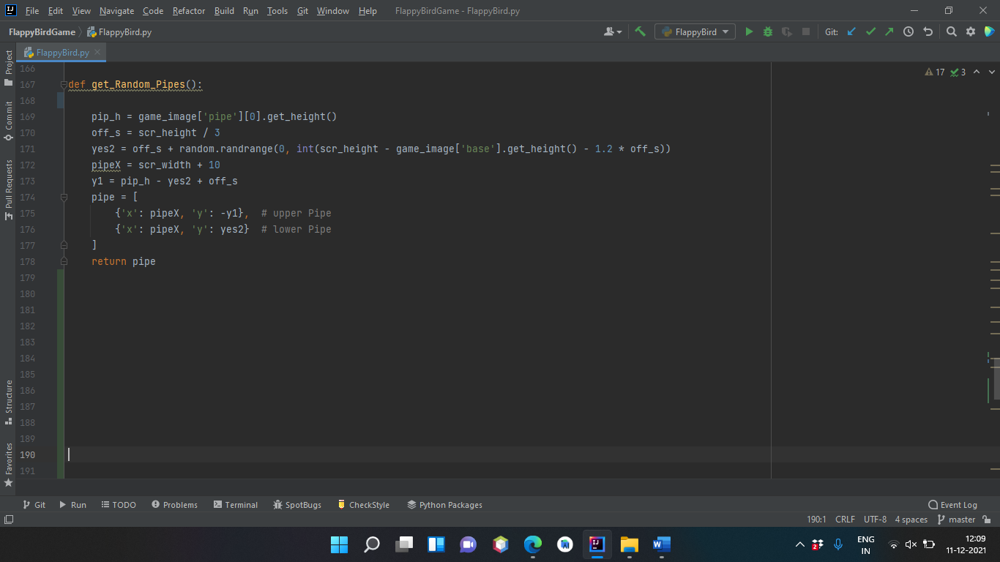 File Edit View Navigate Code Refactor Build Run Tools Git Window Help FlappyBirdGame - FlappyBird.py
FlappyBirdGame FlappyBird.py FlappyBird Git:
FlappyBird.py
Project
Commit
Pull Requests
Structure
Favorites
17 3
166
167 def get_Random_Pipes():
168
169 pip_h = game_image['pipe'][0].get_height()
170 off_s = scr_height / 3
171 yes2 = off_s + random.randrange(0, int(scr_height - game_image['base'].get_height() - 1.2 * off_s))
172 pipeX = scr_width + 10
173 y1 = pip_h - yes2 + off_s
174 pipe = [
175 {'x': pipeX, 'y': -y1},  # upper Pipe
176 {'x': pipeX, 'y': yes2}  # lower Pipe
177 ]
178 return pipe
179
180
181
182
183
184
185
186
187
188
189
190
191
Git Run TODO Problems Terminal SpotBugs CheckStyle Python Packages Event Log
190:1 CRLF UTF-8 4 spaces master
ENG 12:09
IN 11-12-2021